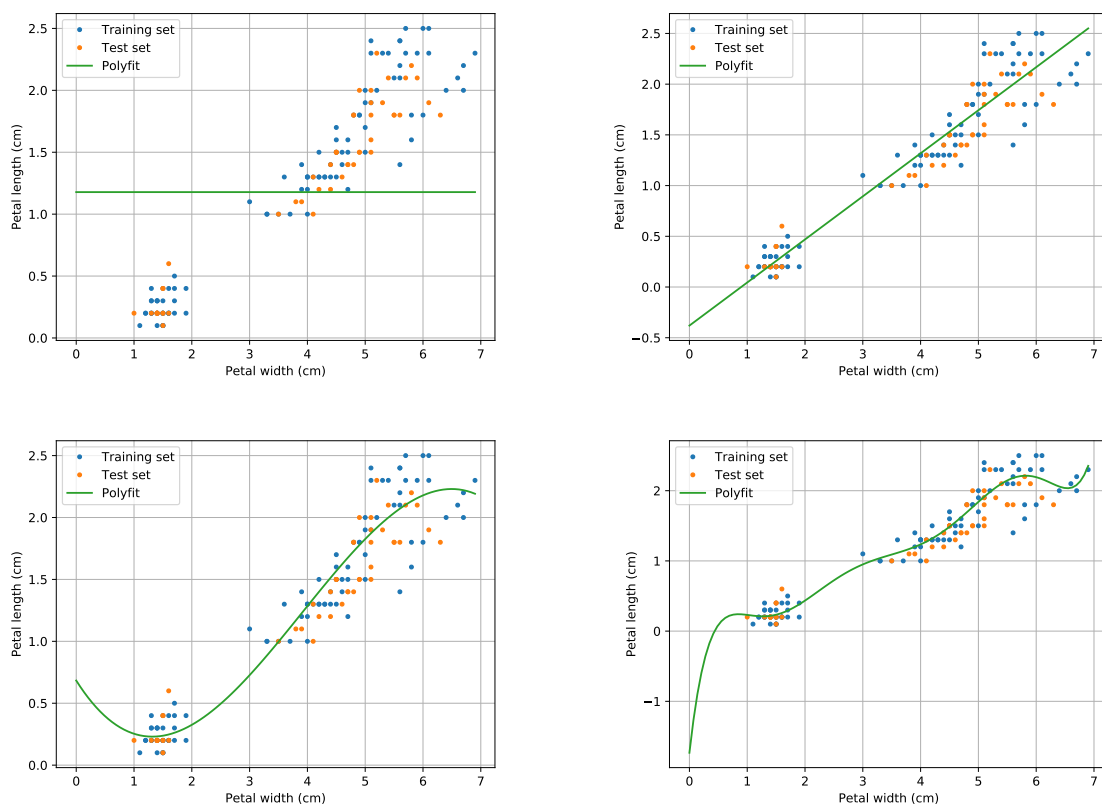 2.5
2.0
1.5
1.0
0.5
0.0
Petal length (cm)
Training set
Test set
Polyfit
0 1 2 3 4 5 6 7
Petal width (cm)
2.5
2.0
1.5
1.0
0.5
0.0
−0.5
Petal length (cm)
Training set
Test set
Polyfit
0 1 2 3 4 5 6 7
Petal width (cm)
2.5
2.0
1.5
1.0
0.5
0.0
Petal length (cm)
Training set
Test set
Polyfit
0 1 2 3 4 5 6 7
Petal width (cm)
2
1
0
−1
Petal length (cm)
Training set
Test set
Polyfit
0 1 2 3 4 5 6 7
Petal width (cm)